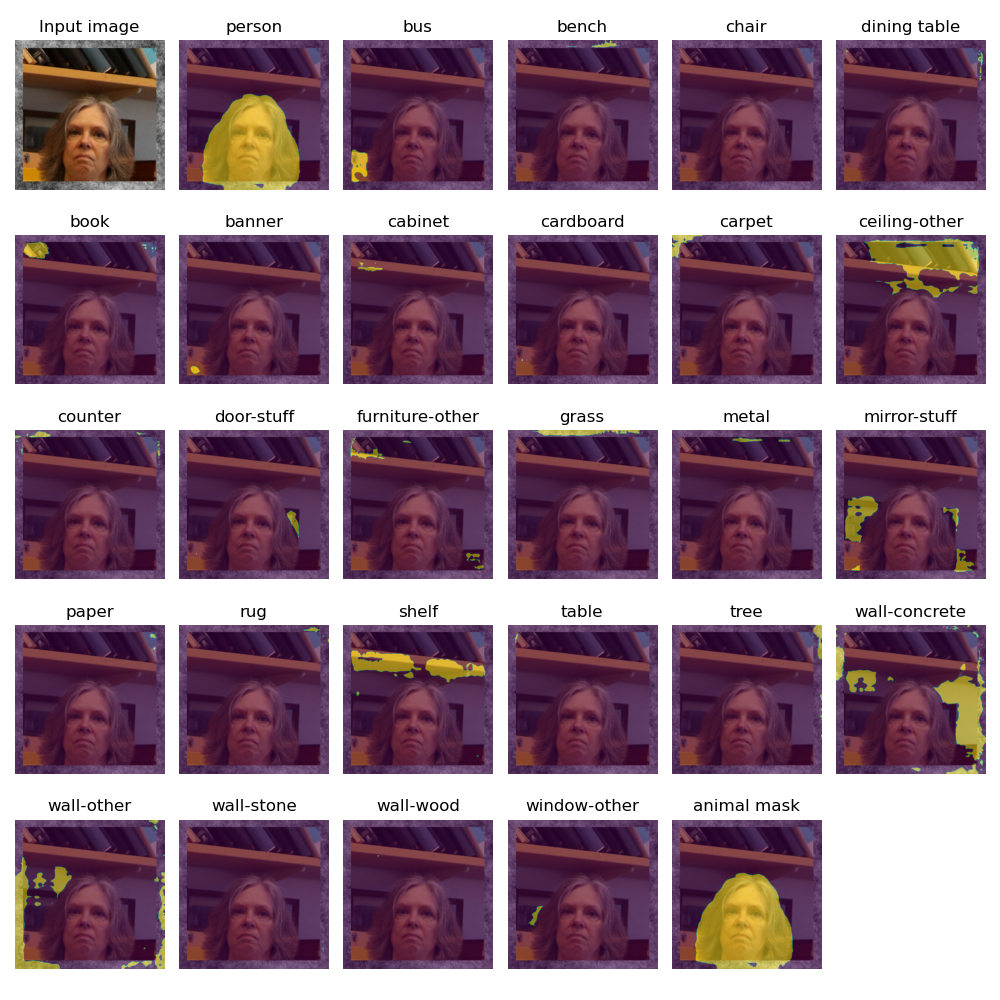 Input image person bus bench chair dining table
book banner cabinet cardboard carpet ceiling-other
counter door-stuff furniture-other grass metal mirror-stuff
paper rug shelf table tree wall-concrete
wall-other wall-stone wall-wood window-other animal mask